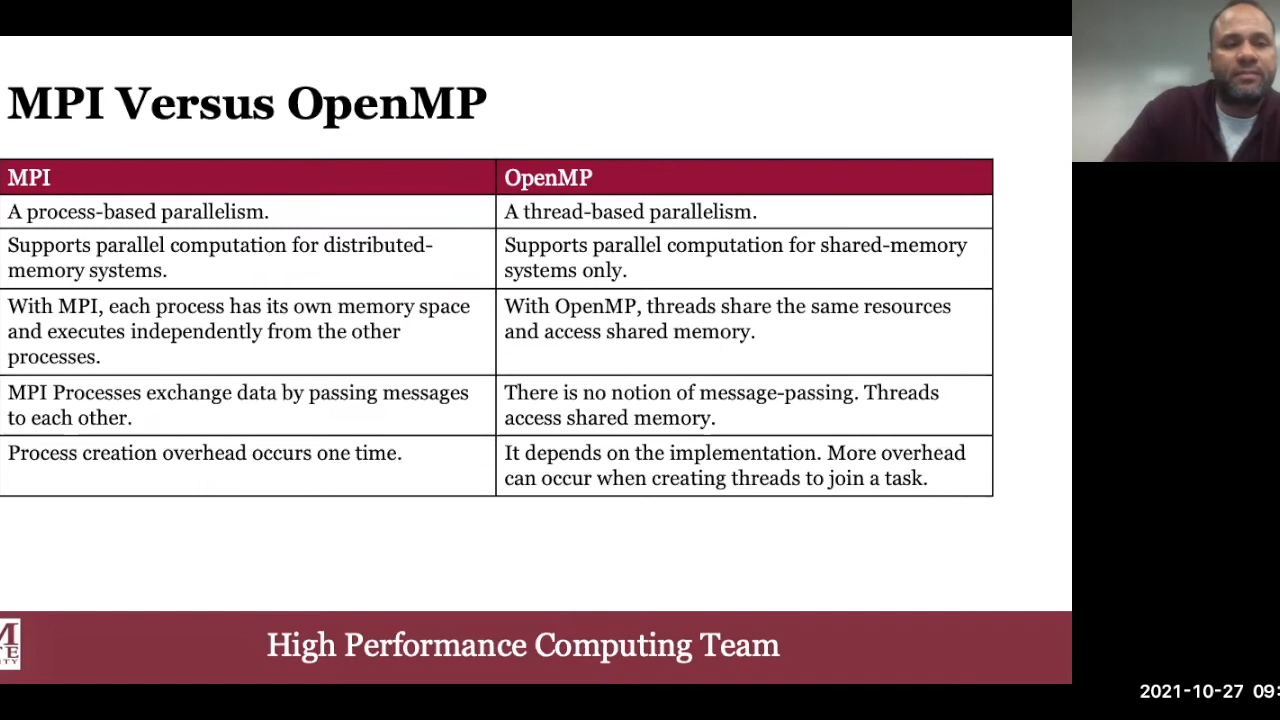 MPI Versus OpenMP
MPI
OpenMP
A process-based parallelism.
A thread-based parallelism.
Supports parallel computation for distributed-
memory systems.
Supports parallel computation for shared-memory
systems only.
With MPI, each process has its own memory space
and executes independently from the other
processes.
With OpenMP, threads share the same resources
and access shared memory.
MPI Processes exchange data by passing messages
to each other.
There is no notion of message-passing. Threads
access shared memory.
Process creation overhead occurs one time.
It depends on the implementation. More overhead
can occur when creating threads to join a task.
High Performance Computing Team
2021-10-27 09: